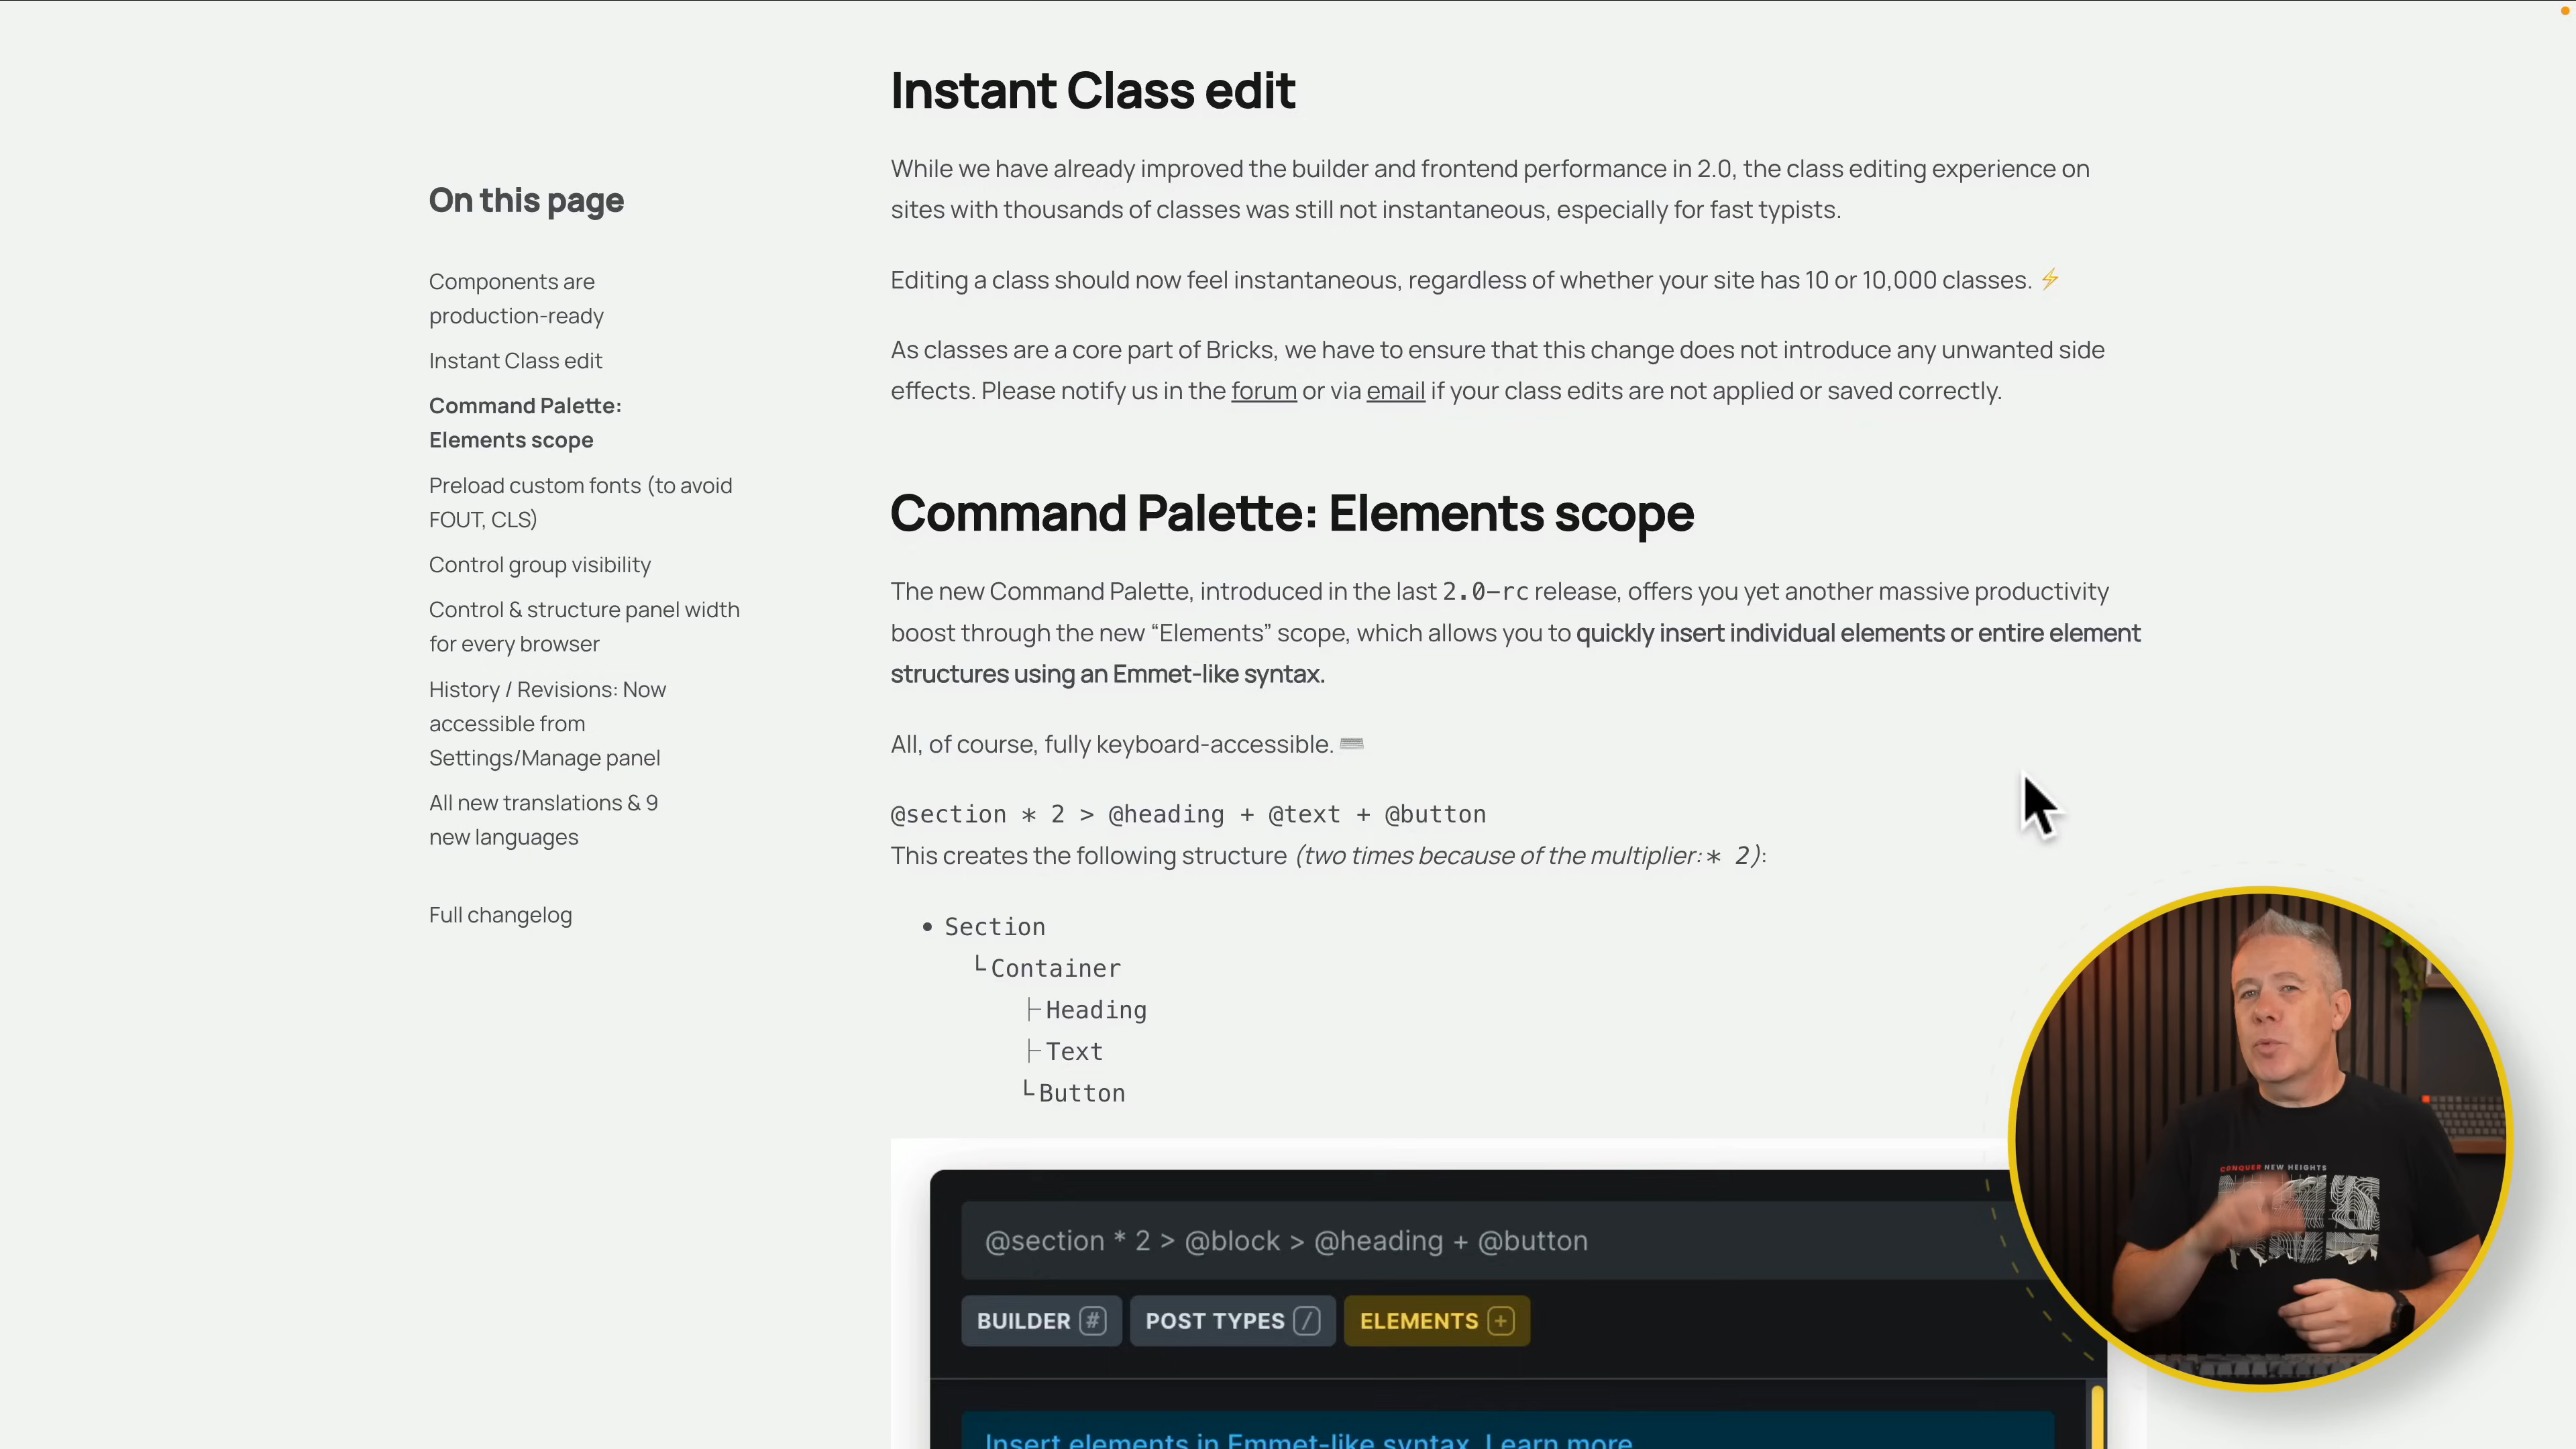 Instant Class edit
While we have already improved the builder and frontend performance in 2.0, the class editing experience on
sites with thousands of classes was still not instantaneous, especially for fast typists.
Editing a class should now feel instantaneous, regardless of whether your site has 10 or 10,000 classes. ⚡
As classes are a core part of Bricks, we have to ensure that this change does not introduce any unwanted side
effects. Please notify us in the forum or via email if your class edits are not applied or saved correctly.
On this page
Components are
production-ready
Instant Class edit
Command Palette:
Elements scope
Preload custom fonts (to avoid
FOUT, CLS)
Control group visibility
Control & structure panel width
for every browser
History / Revisions: Now
accessible from
Settings/Manage panel
All new translations & 9
new languages
Full changelog
Command Palette: Elements scope
The new Command Palette, introduced in the last 2.0-rc release, offers you yet another massive productivity
boost through the new “Elements” scope, which allows you to quickly insert individual elements or entire element
structures using an Emmet-like syntax.
All, of course, fully keyboard-accessible. ⌨
@section * 2 > @heading + @text + @button
This creates the following structure (two times because of the multiplier: * 2):
• Section
└ Container
├ Heading
├ Text
└ Button
@section * 2 > @block > @heading + @button
BUILDER #
POST TYPES /
ELEMENTS +
Insert elements in Emmet-like syntax. Learn more
CONQUER NEW HEIGHTS